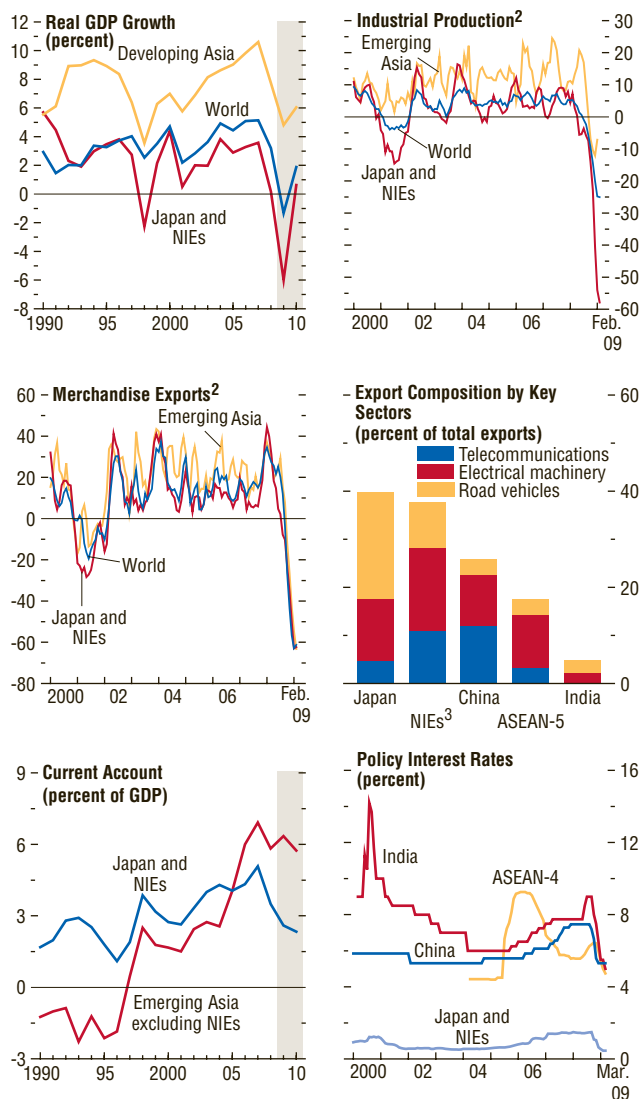 Real GDP Growth
(percent)
12
10
8
6
4
2
0
-2
-4
-6
-8
Developing Asia
World
Japan and
NIEs
1990
95
2000
05
10
Industrial Production2
30
20
10
0
-10
-20
-30
-40
-50
-60
Emerging
Asia
World
Japan and
NIEs
2000
02
04
06
Feb.
09
Merchandise Exports2
60
40
20
0
-20
-40
-60
-80
Emerging Asia
World
Japan and
NIEs
2000
02
04
06
Feb.
09
Export Composition by Key
Sectors
(percent of total exports)
Telecommunications
Electrical machinery
Road vehicles
60
40
20
0
Japan
NIEs3
China
ASEAN-5
India
Current Account
(percent of GDP)
9
6
3
0
-3
Japan and
NIEs
Emerging Asia
excluding NIEs
1990
95
2000
05
10
Policy Interest Rates
(percent)
16
12
8
4
0
India
ASEAN-4
China
Japan and
NIEs
2000
02
04
06
Mar.
09